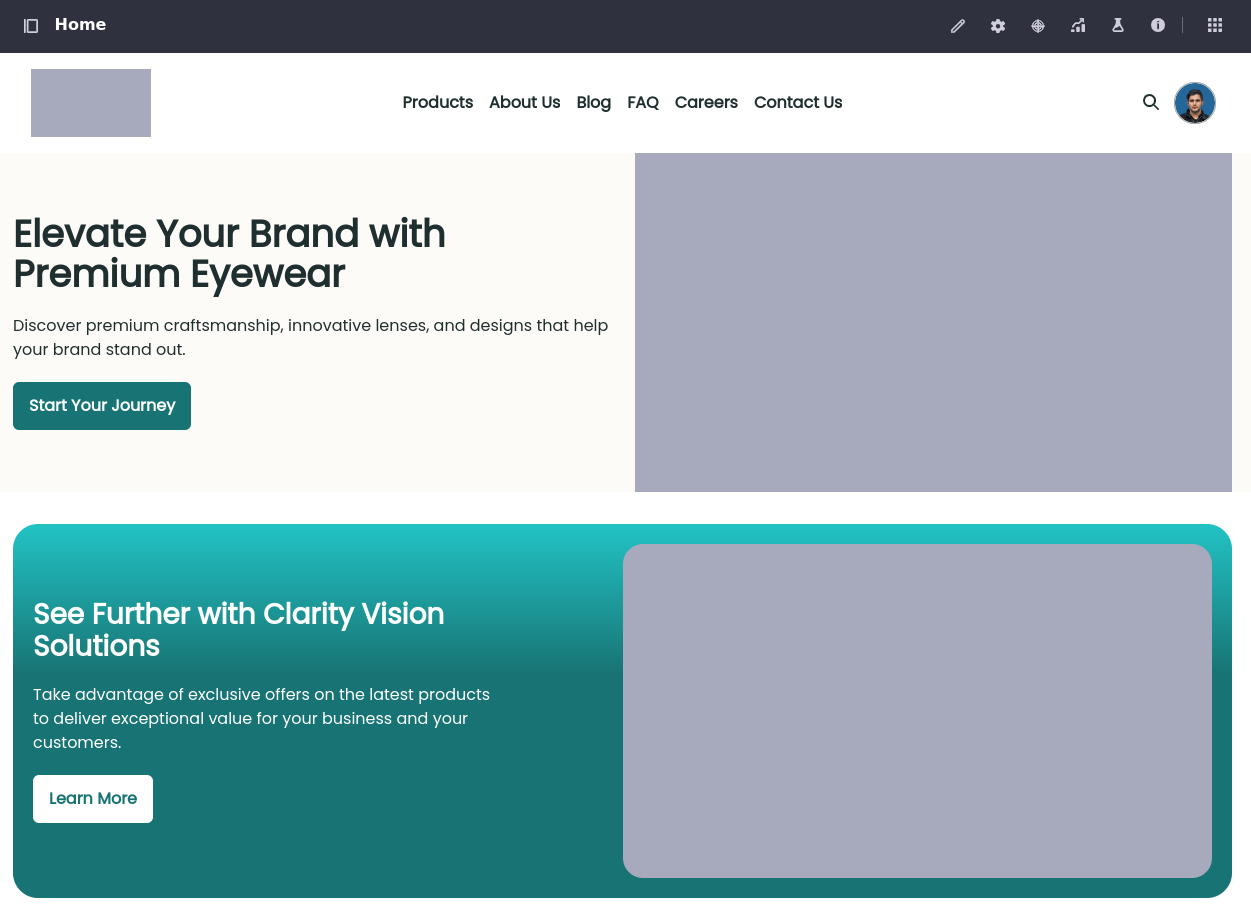 Home
Products About Us Blog FAQ Careers Contact Us
Elevate Your Brand with
Premium Eyewear
Discover premium craftsmanship, innovative lenses, and designs that help
your brand stand out.
Start Your Journey
See Further with Clarity Vision
Solutions
Take advantage of exclusive offers on the latest products
to deliver exceptional value for your business and your
customers.
Learn More